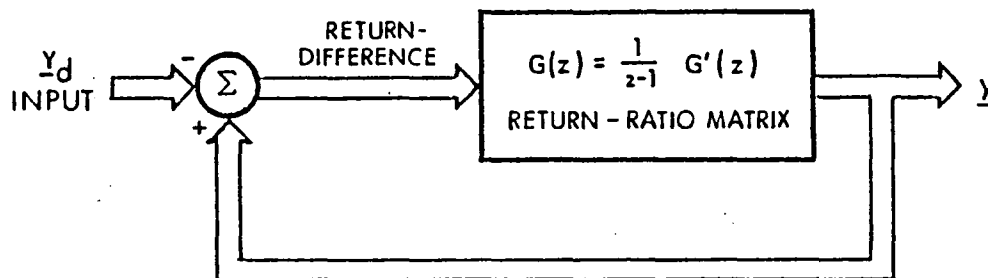 Y_d
INPUT
-
+
Σ
RETURN-
DIFFERENCE
G(z) = 1/(z-1) G'(z)
RETURN-RATIO MATRIX
Y